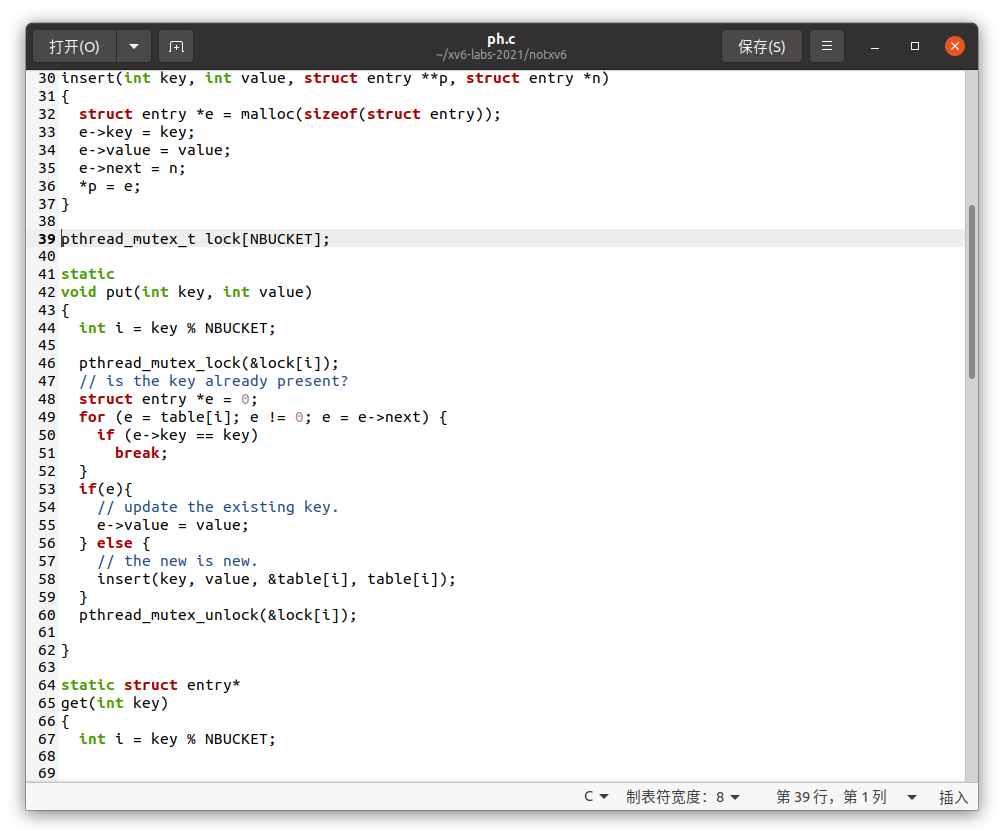 打开(O)
ph.c
~/xv6-labs-2021/notxv6
保存(S)
30 insert(int key, int value, struct entry **p, struct entry *n)
31 {
32   struct entry *e = malloc(sizeof(struct entry));
33   e->key = key;
34   e->value = value;
35   e->next = n;
36   *p = e;
37 }
38
39 pthread_mutex_t lock[NBUCKET];
40
41 static
42 void put(int key, int value)
43 {
44   int i = key % NBUCKET;
45
46   pthread_mutex_lock(&lock[i]);
47   // is the key already present?
48   struct entry *e = 0;
49   for (e = table[i]; e != 0; e = e->next) {
50     if (e->key == key)
51       break;
52   }
53   if(e){
54     // update the existing key.
55     e->value = value;
56   } else {
57     // the new is new.
58     insert(key, value, &table[i], table[i]);
59   }
60   pthread_mutex_unlock(&lock[i]);
61
62 }
63
64 static struct entry*
65 get(int key)
66 {
67   int i = key % NBUCKET;
68
69
C
制表符宽度：8
第 39 行，第 1 列
插入